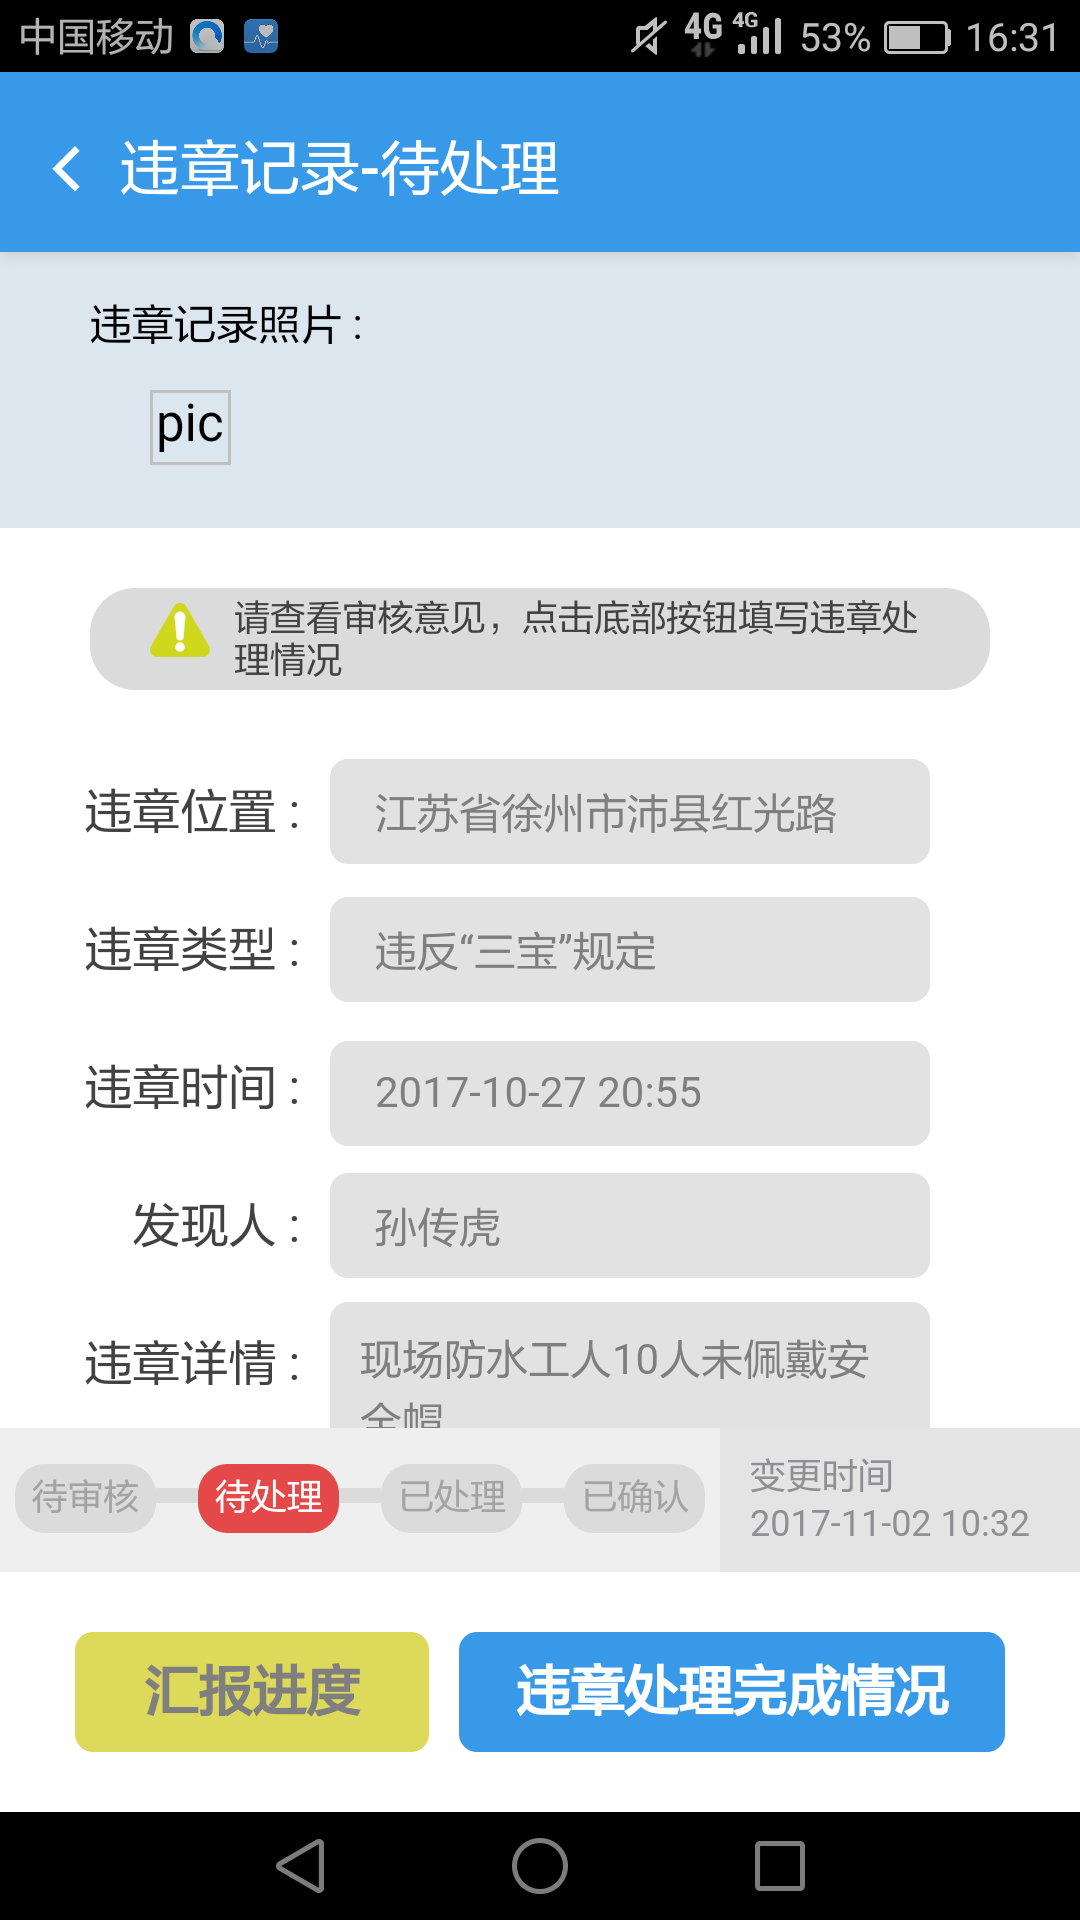 中国移动 4G 4G 53% 16:31
违章记录-待处理
违章记录照片：
pic
请查看审核意见，点击底部按钮填写违章处
理情况
违章位置： 江苏省徐州市沛县红光路
违章类型： 违反“三宝”规定
违章时间： 2017-10-27 20:55
发现人： 孙传虎
违章详情： 现场防水工人10人未佩戴安
全帽
待审核 待处理 已处理 已确认
变更时间
2017-11-02 10:32
汇报进度 违章处理完成情况